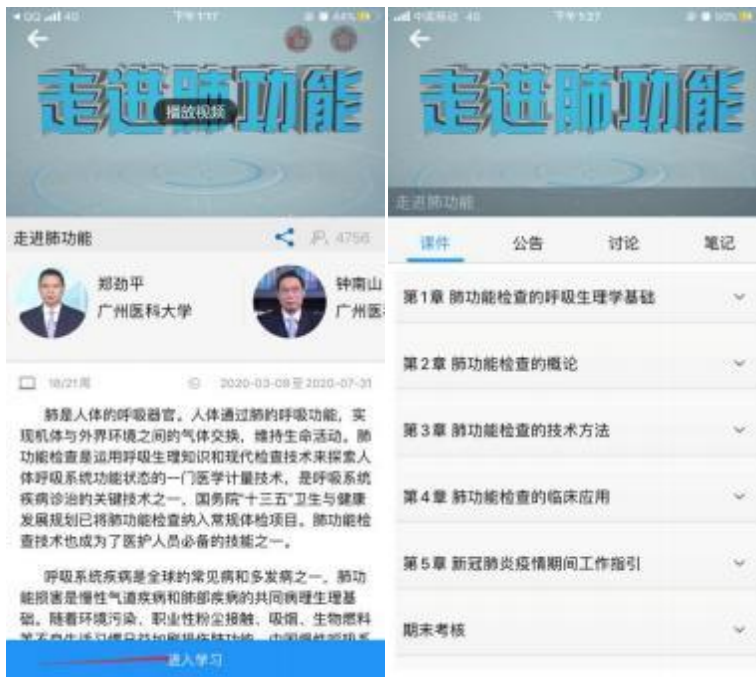 QQ 4G
下午1:17
走进肺功能
播放视频
走进肺功能
4756
郑劲平
广州医科大学
钟南山
广州医
18/21周
2020-03-09至2020-07-31
肺是人体的呼吸器官。人体通过肺的呼吸功能，实
现机体与外界环境之间的气体交换，维持生命活动。肺
功能检查是运用呼吸生理知识和现代检查技术来探索人
体呼吸系统功能状态的一门医学计量技术，是呼吸系统
疾病诊治的关键技术之一。国务院“十三五”卫生与健康
发展规划已将肺功能检查纳入常规体检项目。肺功能检
查技术也成为了医护人员必备的技能之一。
呼吸系统疾病是全球的常见病和多发病之一。肺功
能损害是慢性气道疾病和肺部疾病的共同病理生理基
础。随着环境污染、职业性粉尘接触、吸烟、生物燃料
进入学习
中国移动 4G
下午1:27
走进肺功能
走进肺功能
课件
公告
讨论
笔记
第1章 肺功能检查的呼吸生理学基础
第2章 肺功能检查的概论
第3章 肺功能检查的技术方法
第4章 肺功能检查的临床应用
第5章 新冠肺炎疫情期间工作指引
期末考核